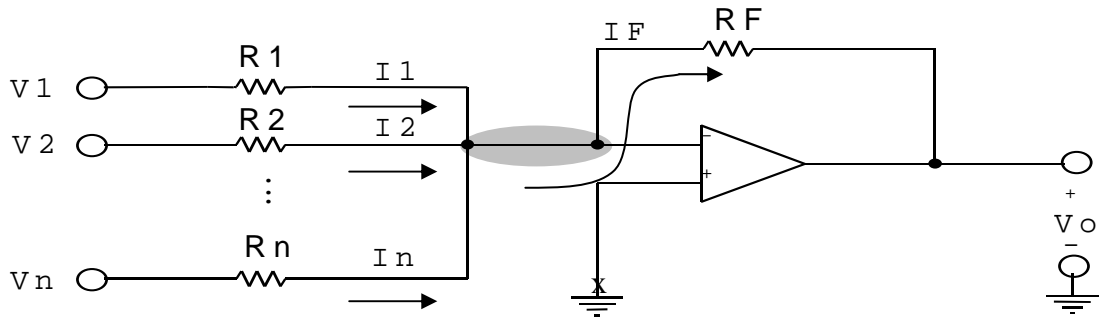 RF
IF
R1
I1
V1
R2
I2
V2
−
+
⋮
+
Vo
−
Rn
In
Vn
X